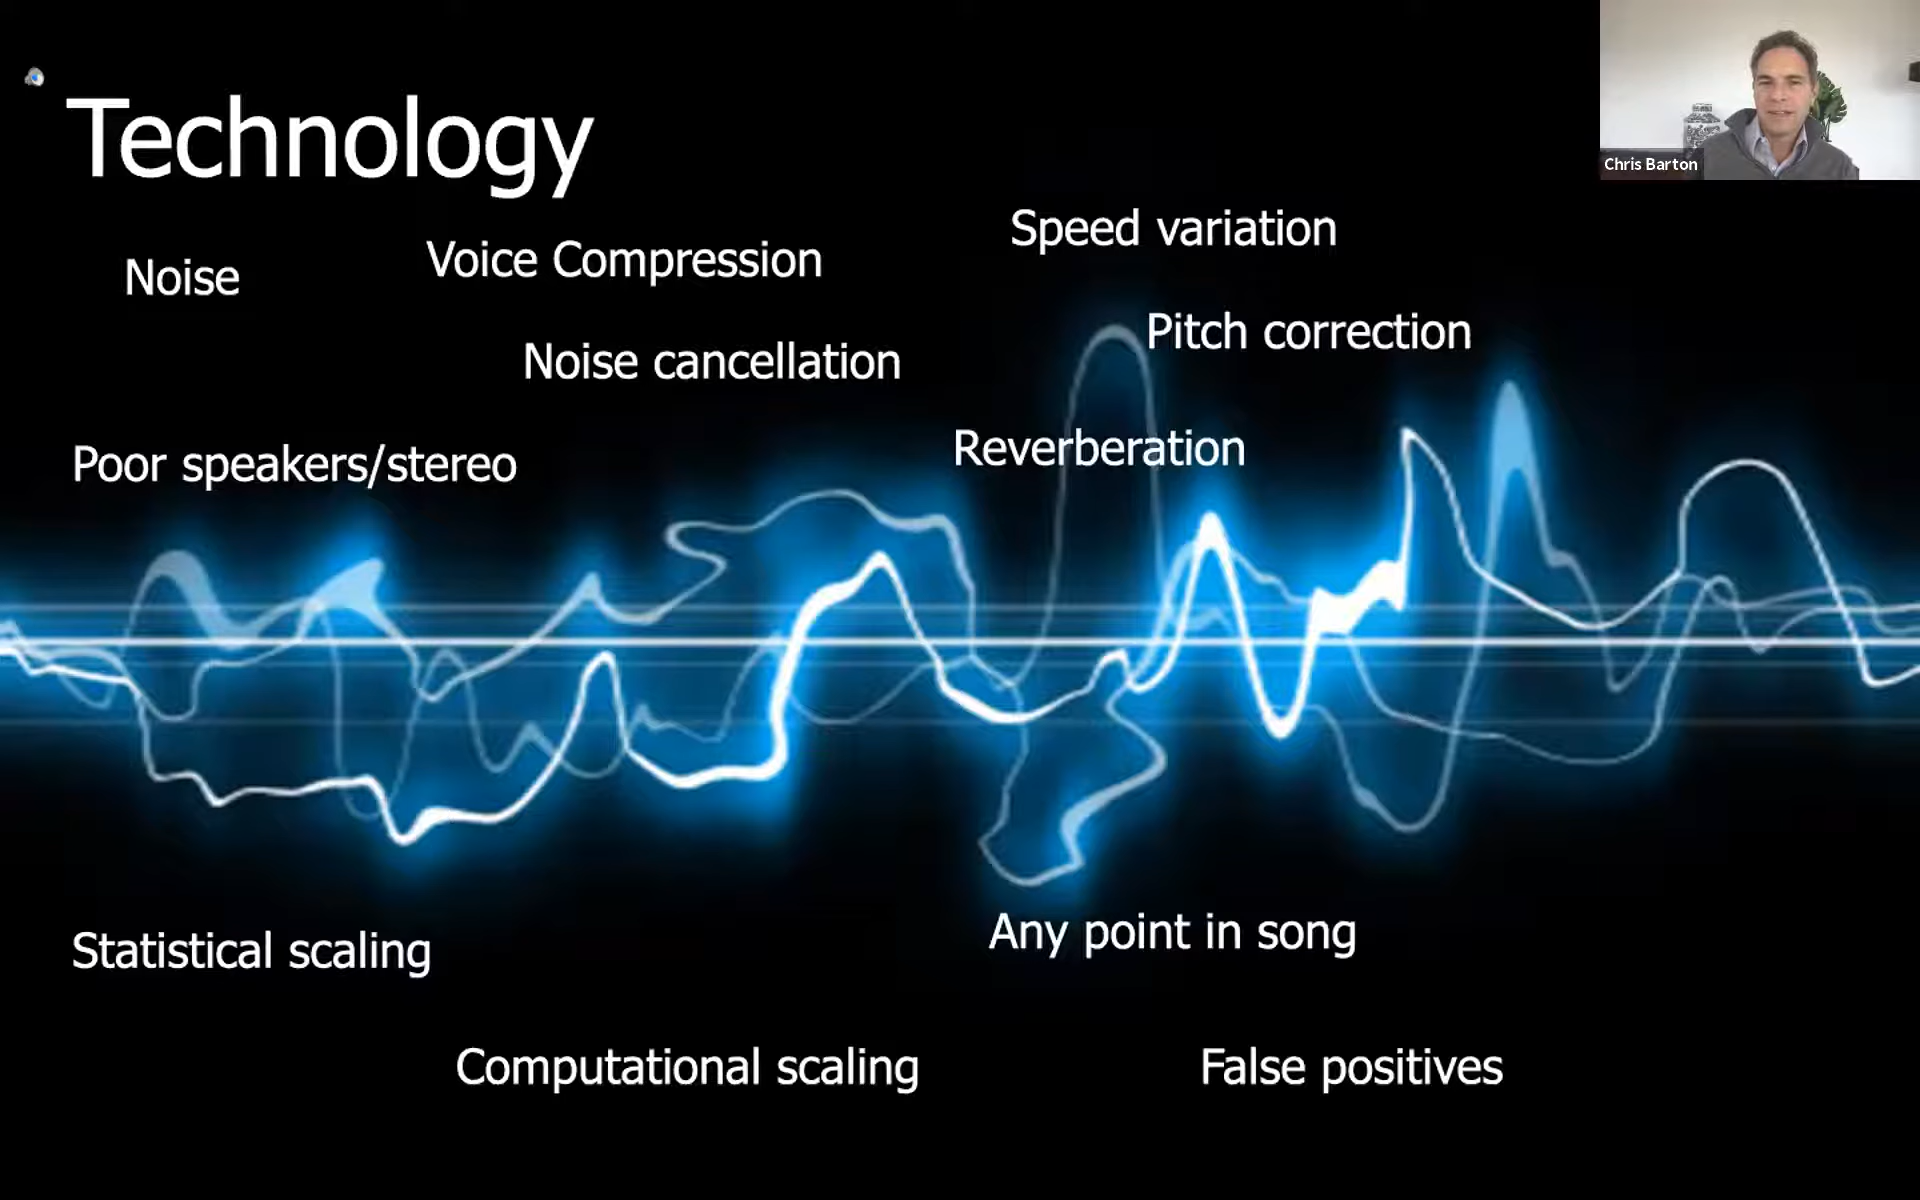 Technology
Chris Barton
Speed variation
Voice Compression
Noise
Pitch correction
Noise cancellation
Reverberation
Poor speakers/stereo
Any point in song
Statistical scaling
Computational scaling
False positives